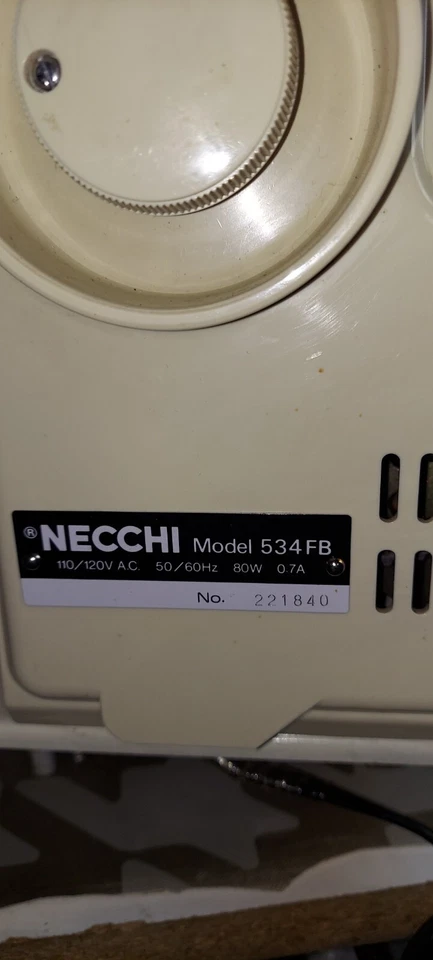 ® NECCHI Model 534FB
110/120V A.C. 50/60Hz 80W 0.7A
No. 221840